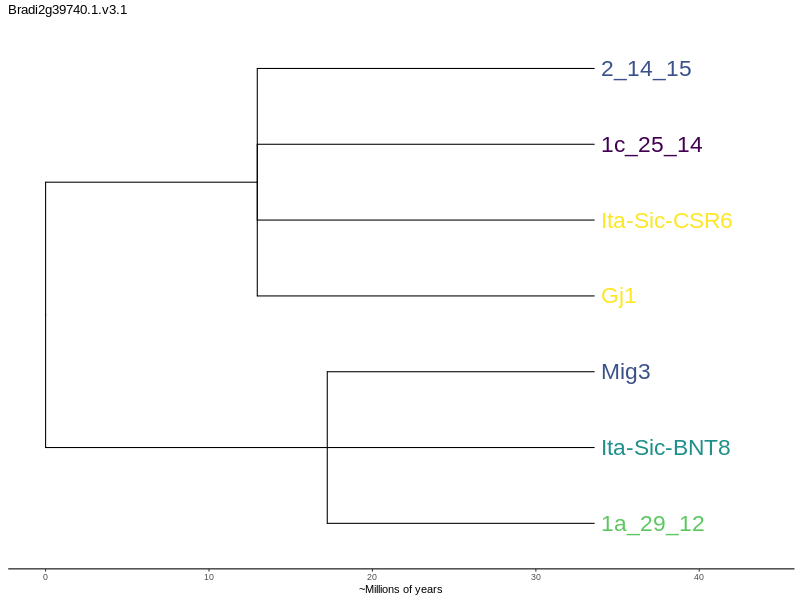 Bradi2g39740.1.v3.1
2_14_15
1c_25_14
Ita-Sic-CSR6
Gj1
Mig3
Ita-Sic-BNT8
1a_29_12
0 10 20 30 40
~Millions of years